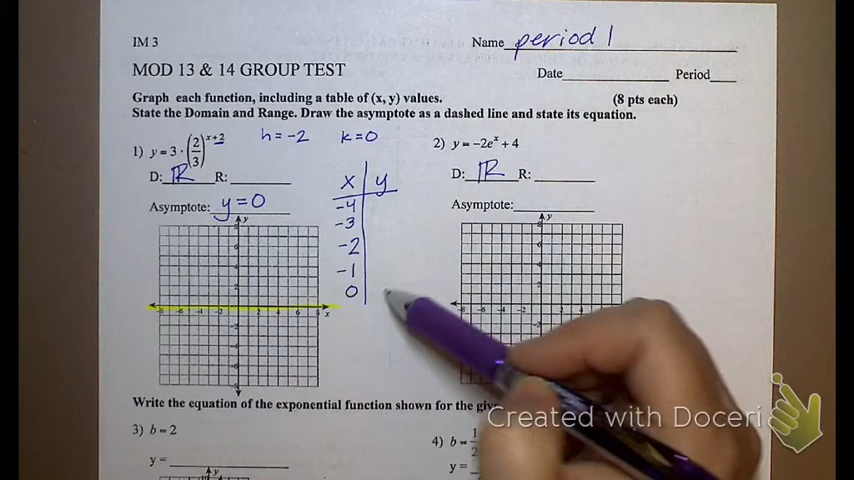 IM 3
Name period 1
MOD 13 & 14 GROUP TEST
Date Period
Graph each function, including a table of (x, y) values. (8 pts each)
State the Domain and Range. Draw the asymptote as a dashed line and state its equation.
1) y = 3 · (2/3)^(x+2) h = -2 k = 0
2) y = -2e^x + 4
D: ℝ R:
D: ℝ R:
Asymptote: y = 0
Asymptote:
x y
-4
-3
-2
-1
0
Write the equation of the exponential function shown for the
3) b = 2
y =
4) b = 1/2
y =
Created with Doceri